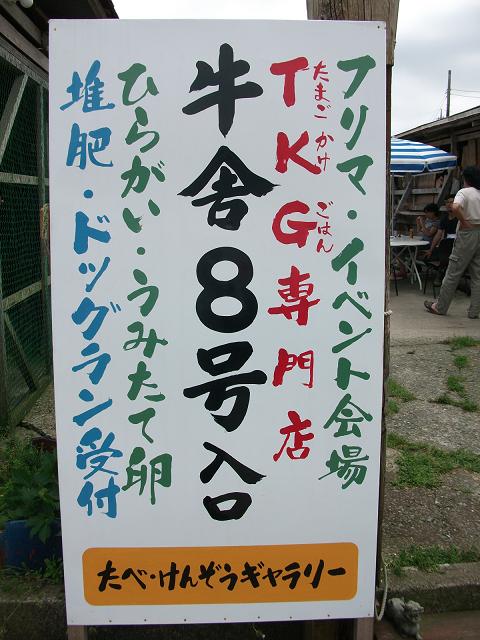 フリマ・イベント会場
たまご かけ ごはん
TKG専門店
牛舎8号入口
ひらがい・うみたて卵
堆肥・ドッグラン受付
たべ・けんぞうギャラリー